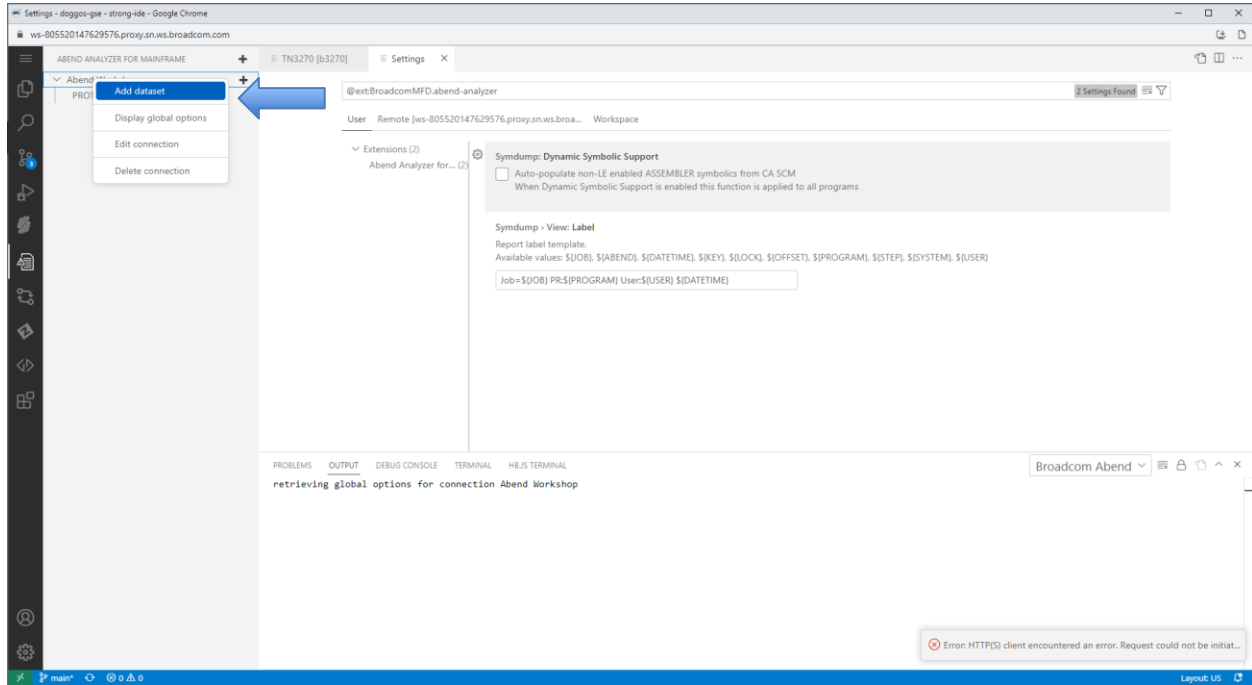 Settings - doggos-gse - strong-ide - Google Chrome
ws-805520147629576.proxy.sn.ws.broadcom.com
ABEND ANALYZER FOR MAINFRAME
TN3270 [b3270]
Settings
Abend
PRO
Add dataset
Display global options
Edit connection
Delete connection
@ext:BroadcomMFD.abend-analyzer
2 Settings Found
User Remote [ws-805520147629576.proxy.sn.ws.broa... Workspace
Extensions (2)
Abend Analyzer for... (2)
Symdump: Dynamic Symbolic Support
Auto-populate non-LE enabled ASSEMBLER symbolics from CA SCM
When Dynamic Symbolic Support is enabled this function is applied to all programs
Symdump › View: Label
Report label template.
Available values: ${JOB}, ${ABEND}, ${DATETIME}, ${KEY}, ${LOCK}, ${OFFSET}, ${PROGRAM}, ${STEP}, ${SYSTEM}, ${USER}
Job=${JOB} PR:${PROGRAM} User:${USER} ${DATETIME}
PROBLEMS OUTPUT DEBUG CONSOLE TERMINAL HBJS TERMINAL
Broadcom Abend
retrieving global options for connection Abend Workshop
Error: HTTP(S) client encountered an error. Request could not be initiat...
main* 0 0
Layout: US